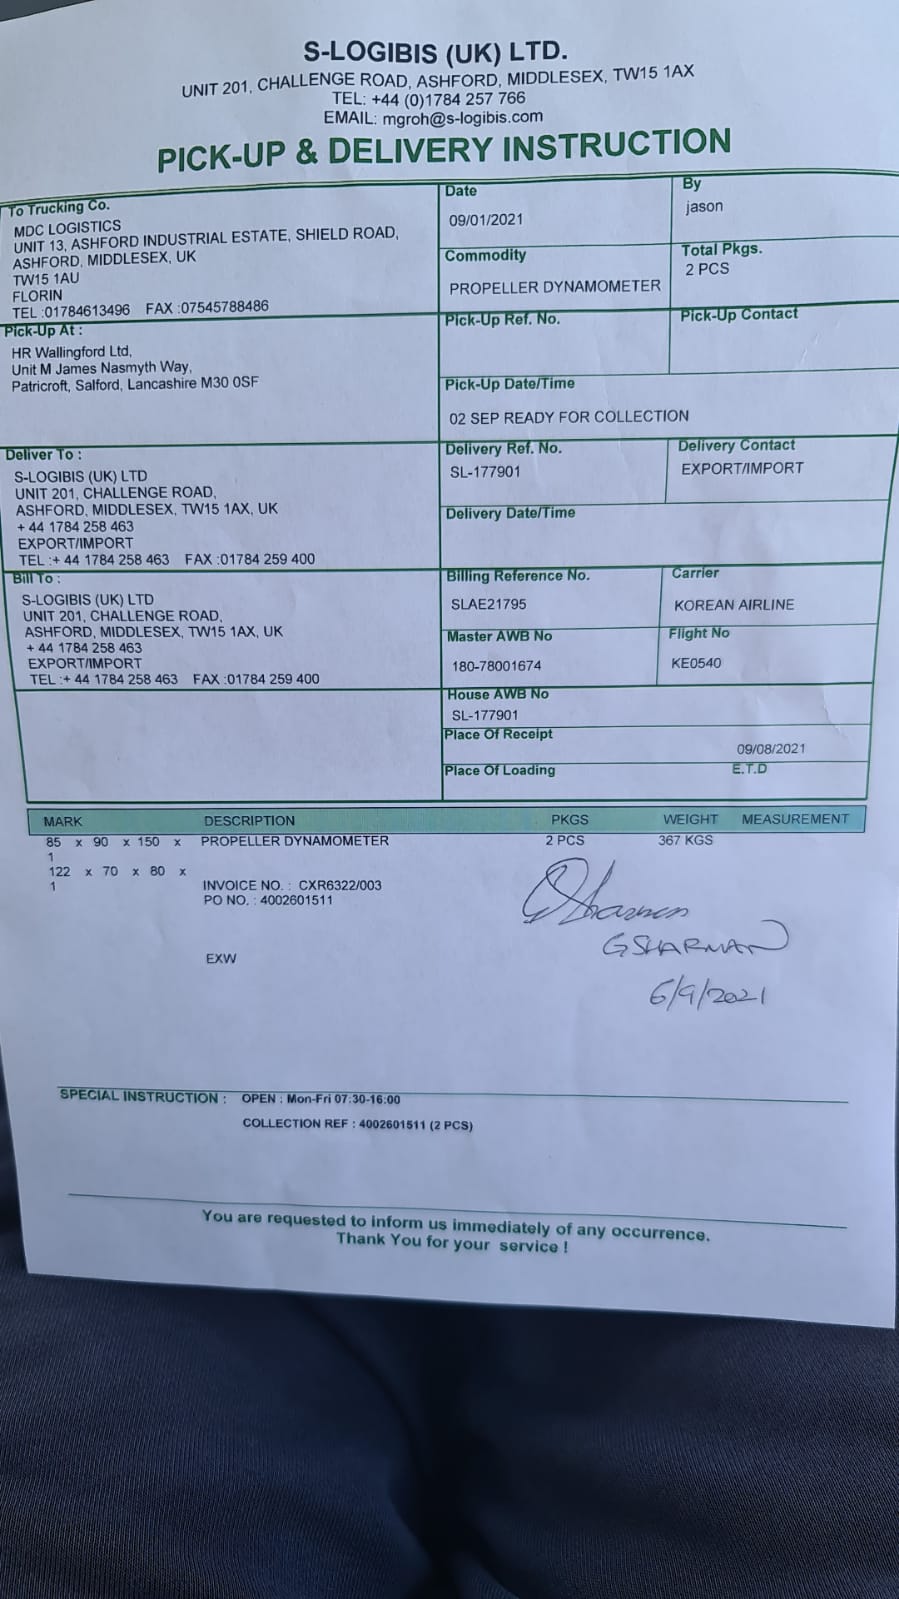 S-LOGIBIS (UK) LTD.
UNIT 201, CHALLENGE ROAD, ASHFORD, MIDDLESEX, TW15 1AX
TEL: +44 (0)1784 257 766
EMAIL: mgroh@s-logibis.com
PICK-UP & DELIVERY INSTRUCTION
To Trucking Co.
MDC LOGISTICS
UNIT 13, ASHFORD INDUSTRIAL ESTATE, SHIELD ROAD,
ASHFORD, MIDDLESEX, UK
TW15 1AU
FLORIN
TEL :01784613496 FAX :07545788486
Date
09/01/2021
By
jason
Commodity
PROPELLER DYNAMOMETER
Total Pkgs.
2 PCS
Pick-Up At :
HR Wallingford Ltd,
Unit M James Nasmyth Way,
Patricroft, Salford, Lancashire M30 0SF
Pick-Up Ref. No.
Pick-Up Contact
Pick-Up Date/Time
02 SEP READY FOR COLLECTION
Deliver To :
S-LOGIBIS (UK) LTD
UNIT 201, CHALLENGE ROAD,
ASHFORD, MIDDLESEX, TW15 1AX, UK
+ 44 1784 258 463
EXPORT/IMPORT
TEL :+ 44 1784 258 463 FAX :01784 259 400
Delivery Ref. No.
SL-177901
Delivery Contact
EXPORT/IMPORT
Delivery Date/Time
Bill To :
S-LOGIBIS (UK) LTD
UNIT 201, CHALLENGE ROAD,
ASHFORD, MIDDLESEX, TW15 1AX, UK
+ 44 1784 258 463
EXPORT/IMPORT
TEL :+ 44 1784 258 463 FAX :01784 259 400
Billing Reference No.
SLAE21795
Carrier
KOREAN AIRLINE
Master AWB No
180-78001674
Flight No
KE0540
House AWB No
SL-177901
Place Of Receipt
09/08/2021
Place Of Loading
E.T.D
MARK DESCRIPTION PKGS WEIGHT MEASUREMENT
85 x 90 x 150 x PROPELLER DYNAMOMETER 2 PCS 367 KGS
1
122 x 70 x 80 x
1
INVOICE NO. : CXR6322/003
PO NO. : 4002601511
EXW
G Sharman
G SHARMAN
6/9/2021
SPECIAL INSTRUCTION : OPEN : Mon-Fri 07:30-16:00
COLLECTION REF : 4002601511 (2 PCS)
You are requested to inform us immediately of any occurrence.
Thank You for your service !